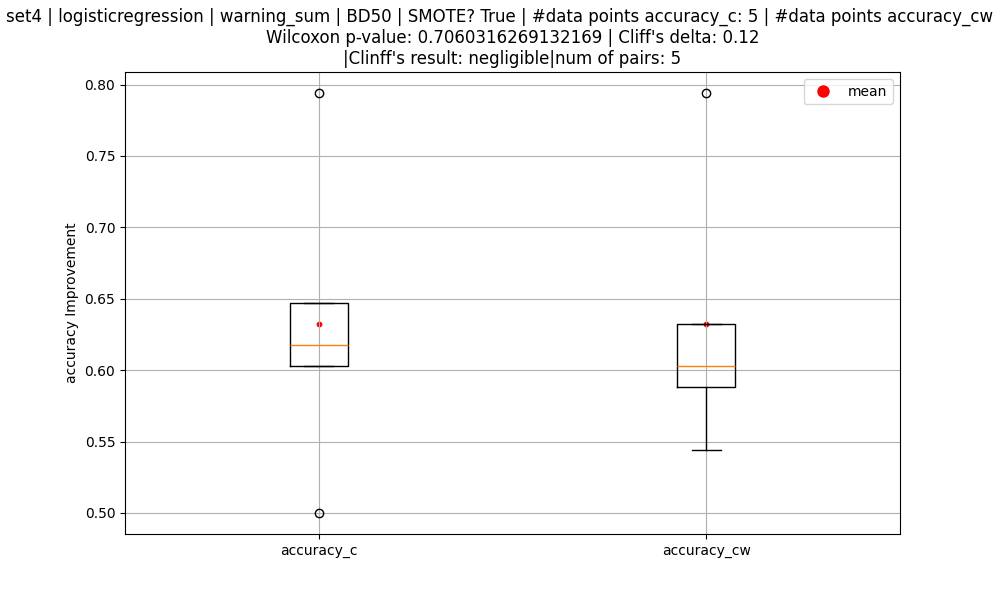 set4 | logisticregression | warning_sum | BD50 | SMOTE? True | #data points accuracy_c: 5 | #data points accuracy_cw
Wilcoxon p-value: 0.7060316269132169 | Cliff's delta: 0.12
|Clinff's result: negligible|num of pairs: 5
mean
0.80
0.75
0.70
0.65
0.60
0.55
0.50
accuracy Improvement
accuracy_c
accuracy_cw